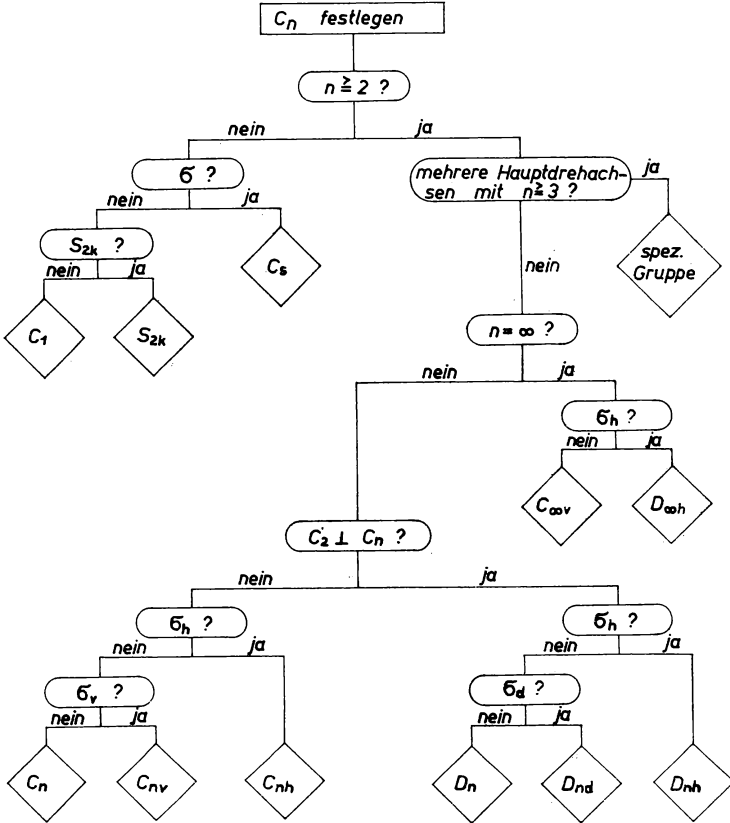 Cn festlegen
n ≧ 2 ?
nein ja
σ ?
mehrere Hauptdrehach-
sen mit n ≧ 3 ?
ja
nein ja
S2k ?
nein ja
Cs
spez.
Gruppe
nein
C1
S2k
n = ∞ ?
nein ja
σh ?
nein ja
C∞v
D∞h
C2' ⊥ Cn ?
nein ja
σh ?
σh ?
nein ja
nein ja
σv ?
σd ?
nein ja
nein ja
Cn
Cnv
Cnh
Dn
Dnd
Dnh